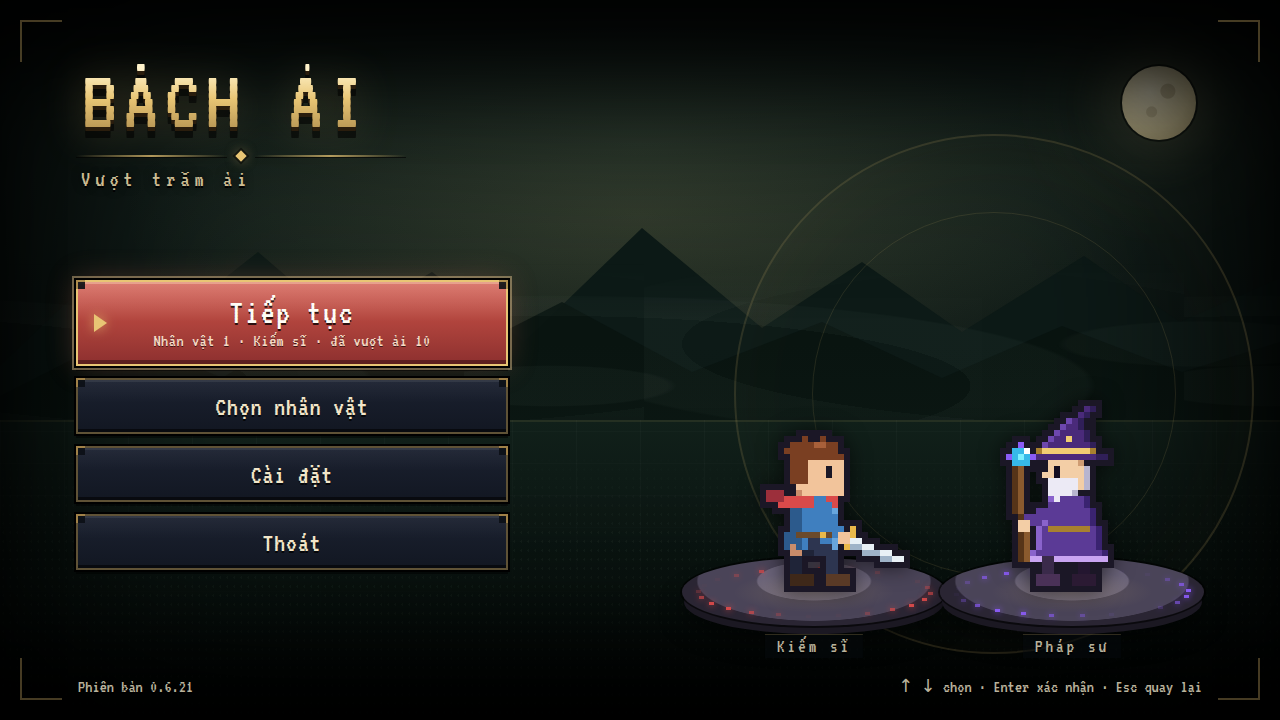 BÁCH ẢI
Vượt trăm ải
Tiếp tục
Nhân vật 1 · Kiếm sĩ · đã vượt ải 10
Chọn nhân vật
Cài đặt
Thoát
Kiếm sĩ
Pháp sư
Phiên bản 0.6.21
↑ ↓ chọn · Enter xác nhận · Esc quay lại